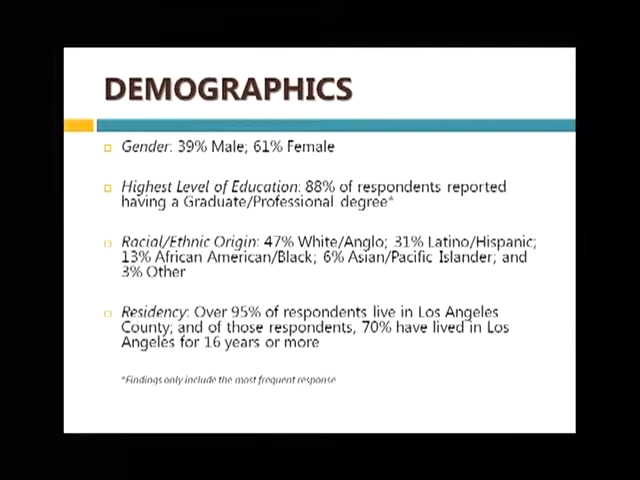 DEMOGRAPHICS
Gender: 39% Male; 61% Female
Highest Level of Education: 88% of respondents reported
having a Graduate/Professional degree*
Racial/Ethnic Origin: 47% White/Anglo; 31% Latino/Hispanic;
13% African American/Black; 6% Asian/Pacific Islander; and
3% Other
Residency: Over 95% of respondents live in Los Angeles
County; and of those respondents, 70% have lived in Los
Angeles for 16 years or more
*Findings only include the most frequent response